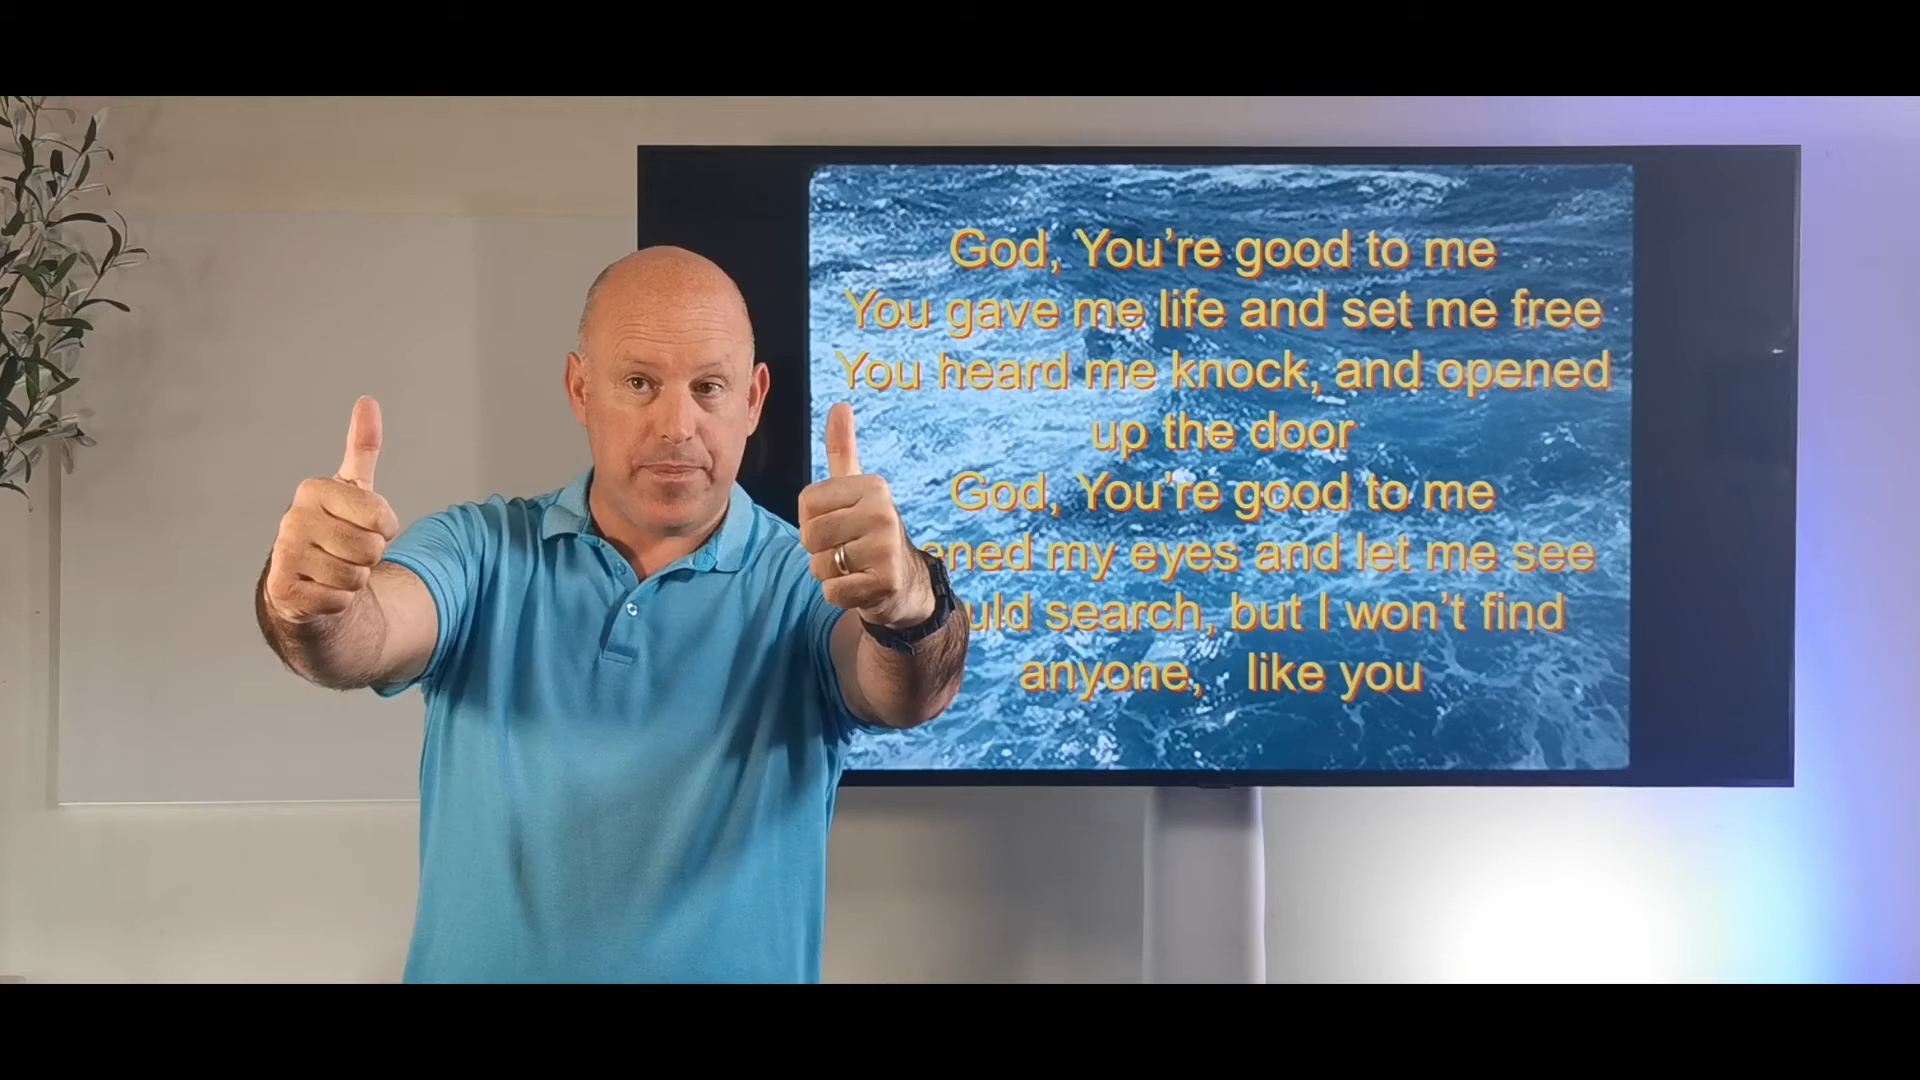 God, You're good to me
You gave me life and set me free
You heard me knock, and opened
up the door
God, You're good to me
my eyes and let me see
search, but I won't find
anyone, like you